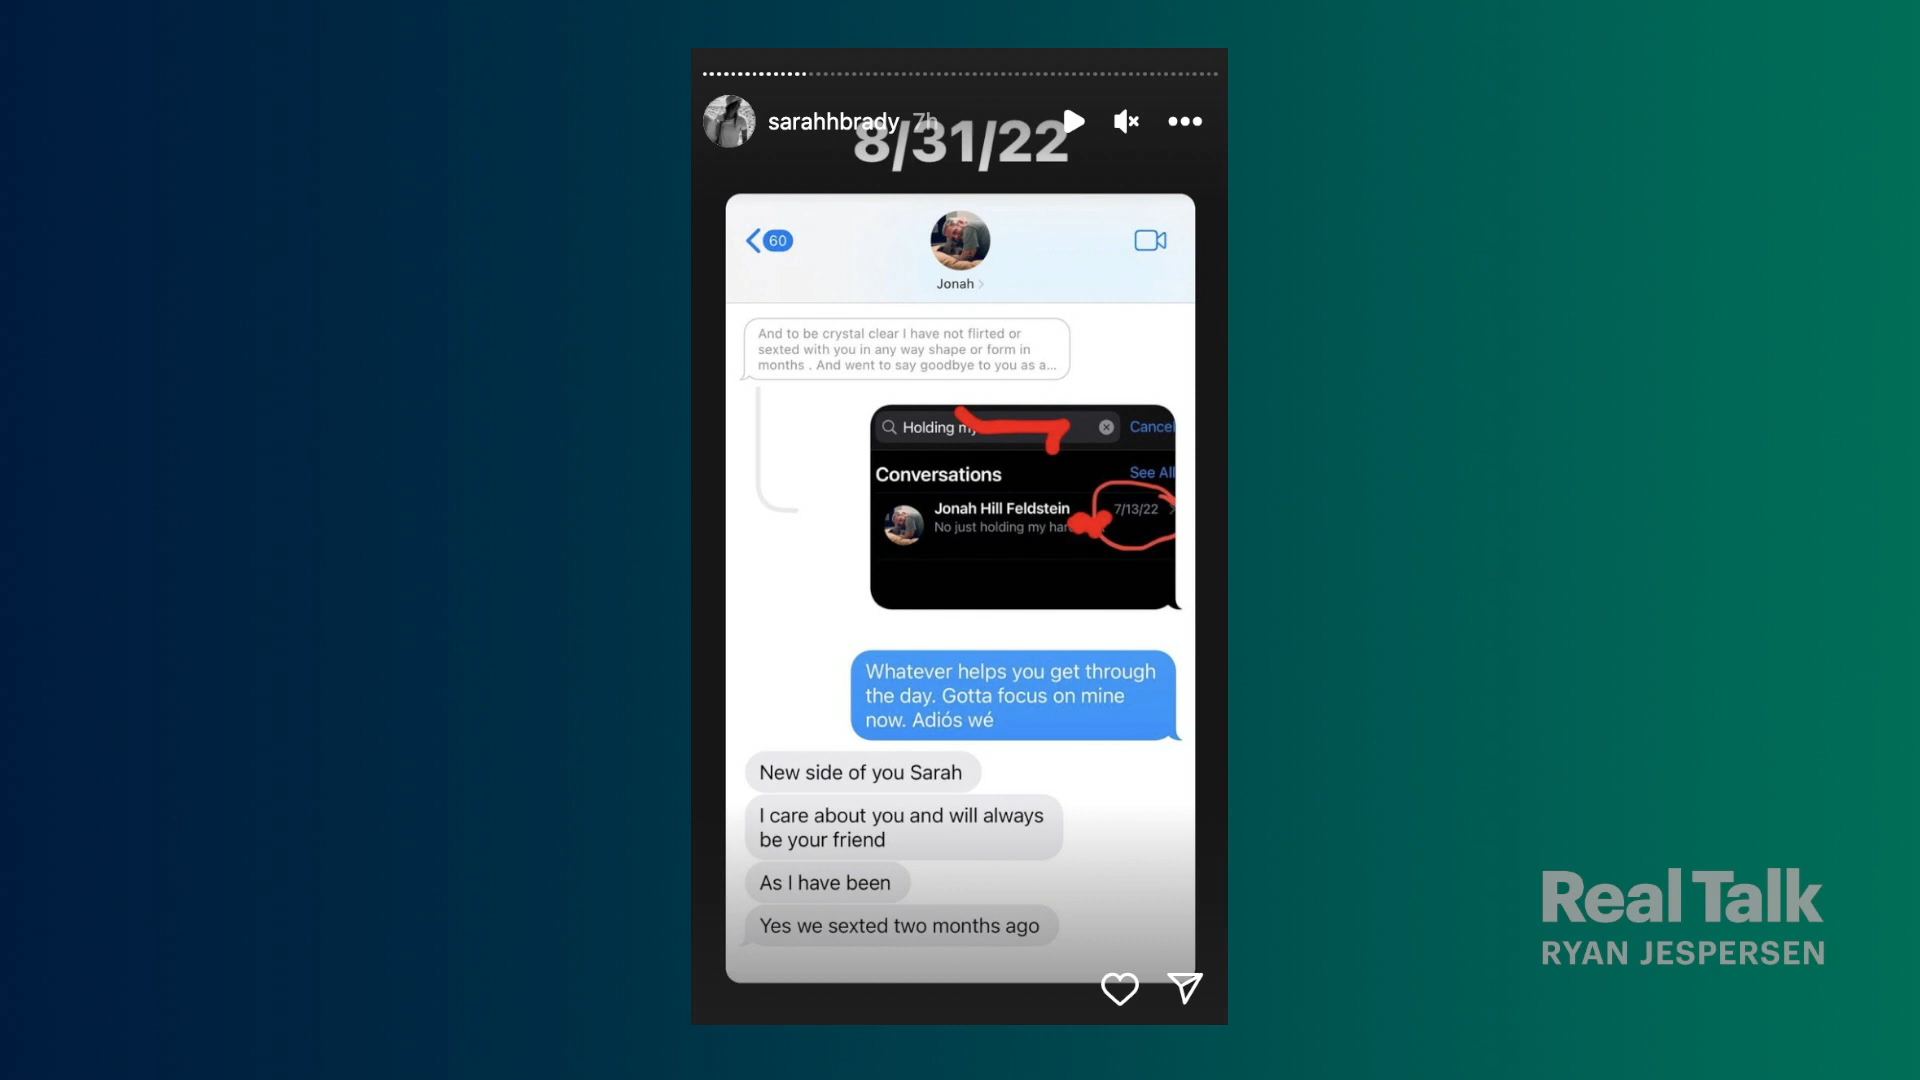 sarahhbrady 7h
8/31/22
60
Jonah
And to be crystal clear I have not flirted or
sexted with you in any way shape or form in
months . And went to say goodbye to you as a...
Holding my
Cancel
Conversations
See All
Jonah Hill Feldstein
7/13/22
No just holding my har
Whatever helps you get through
the day. Gotta focus on mine
now. Adiós wé
New side of you Sarah
I care about you and will always
be your friend
As I have been
Yes we sexted two months ago
Real Talk
RYAN JESPERSEN